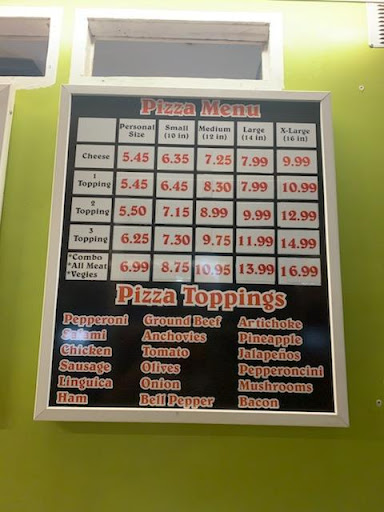 Pizza Menu
Personal Size Small (10 in) Medium (12 in) Large (14 in) X-Large (16 in)
Cheese 5.45 6.35 7.25 7.99 9.99
1 Topping 5.45 6.45 8.30 7.99 10.99
2 Topping 5.50 7.15 8.99 9.99 12.99
3 Topping 6.25 7.30 9.75 11.99 14.99
*Combo *All Meat *Vegies 6.99 8.75 10.95 13.99 16.99
Pizza Toppings
Pepperoni Ground Beef Artichoke
Salami Anchovies Pineapple
Chicken Tomato Jalapeños
Sausage Olives Pepperoncini
Linguica Onion Mushrooms
Ham Bell Pepper Bacon